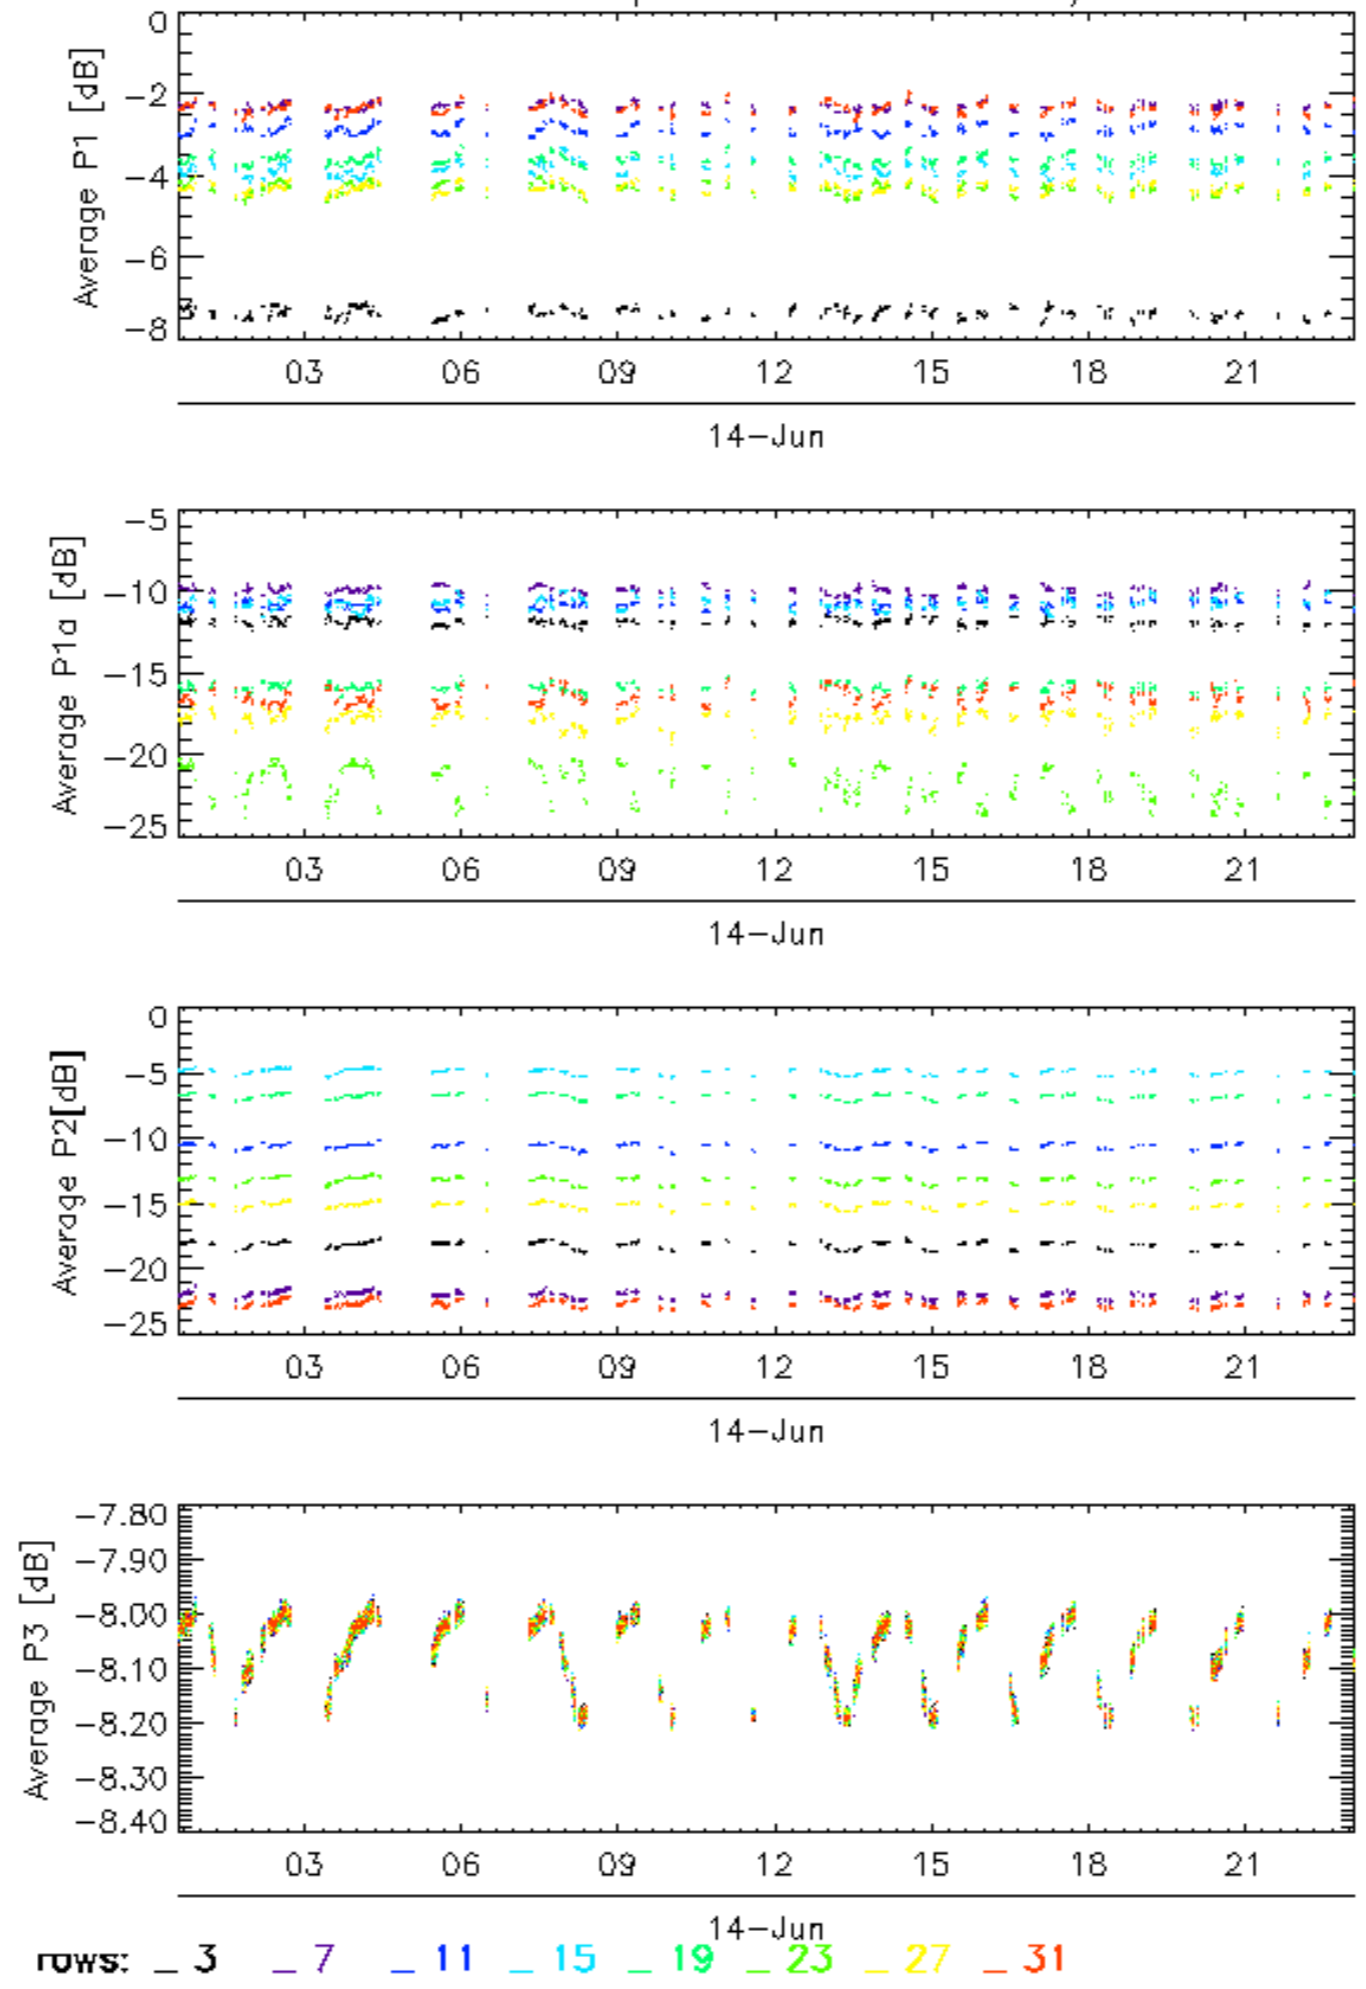 0
−2
−4
−6
−8
Average P1 [dB]
03 06 09 12 15 18 21
14−Jun
−5
−10
−15
−20
−25
Average P1a [dB]
03 06 09 12 15 18 21
14−Jun
0
−5
−10
−15
−20
−25
Average P2[dB]
03 06 09 12 15 18 21
14−Jun
−7.80
−7.90
−8.00
−8.10
−8.20
−8.30
−8.40
Average P3 [dB]
03 06 09 12 15 18 21
14−Jun
rows: _ 3 _ 7 _ 11 _ 15 _ 19 _ 23 _ 27 _ 31